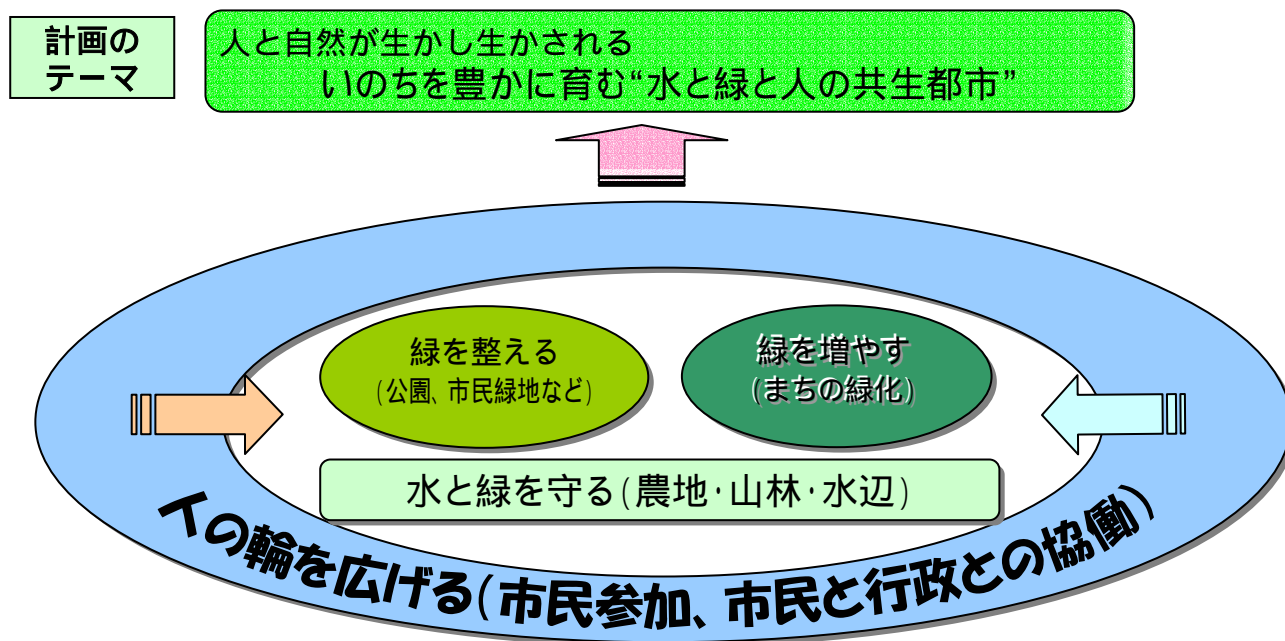 計画の
テーマ
人と自然が生かし生かされる
いのちを豊かに育む“水と緑と人の共生都市”
緑を整える
(公園、市民緑地など)
緑を増やす
(まちの緑化)
水と緑を守る(農地･山林･水辺)
人の輪を広げる(市民参加、市民と行政との協働)